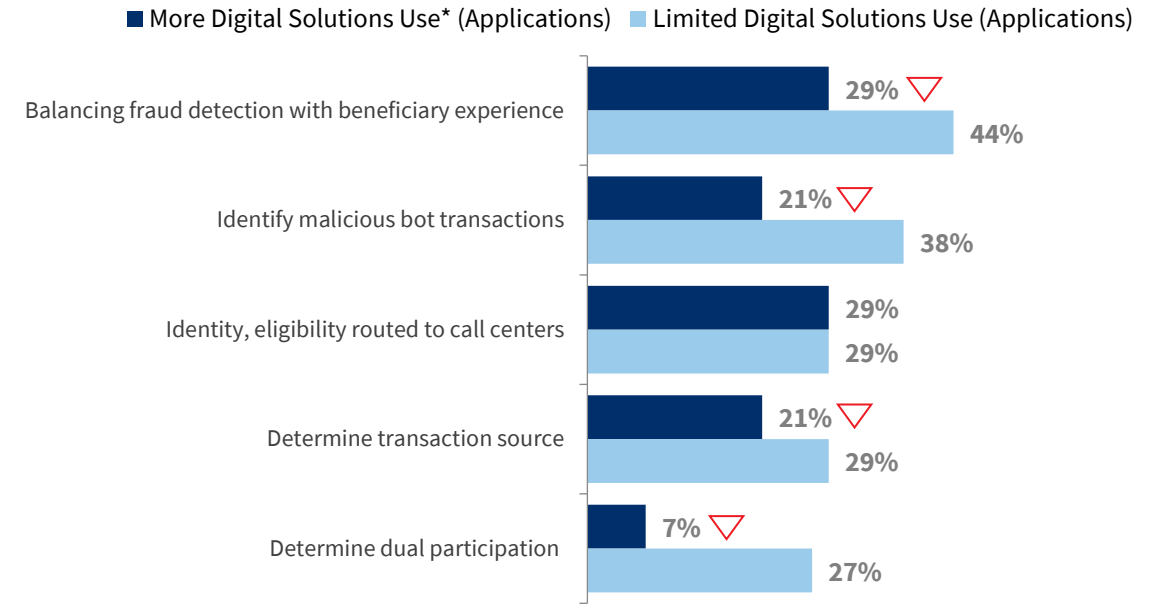 More Digital Solutions Use* (Applications) Limited Digital Solutions Use (Applications)
Balancing fraud detection with beneficiary experience
29%
44%
Identify malicious bot transactions
21%
38%
Identity, eligibility routed to call centers
29%
29%
Determine transaction source
21%
29%
Determine dual participation
7%
27%